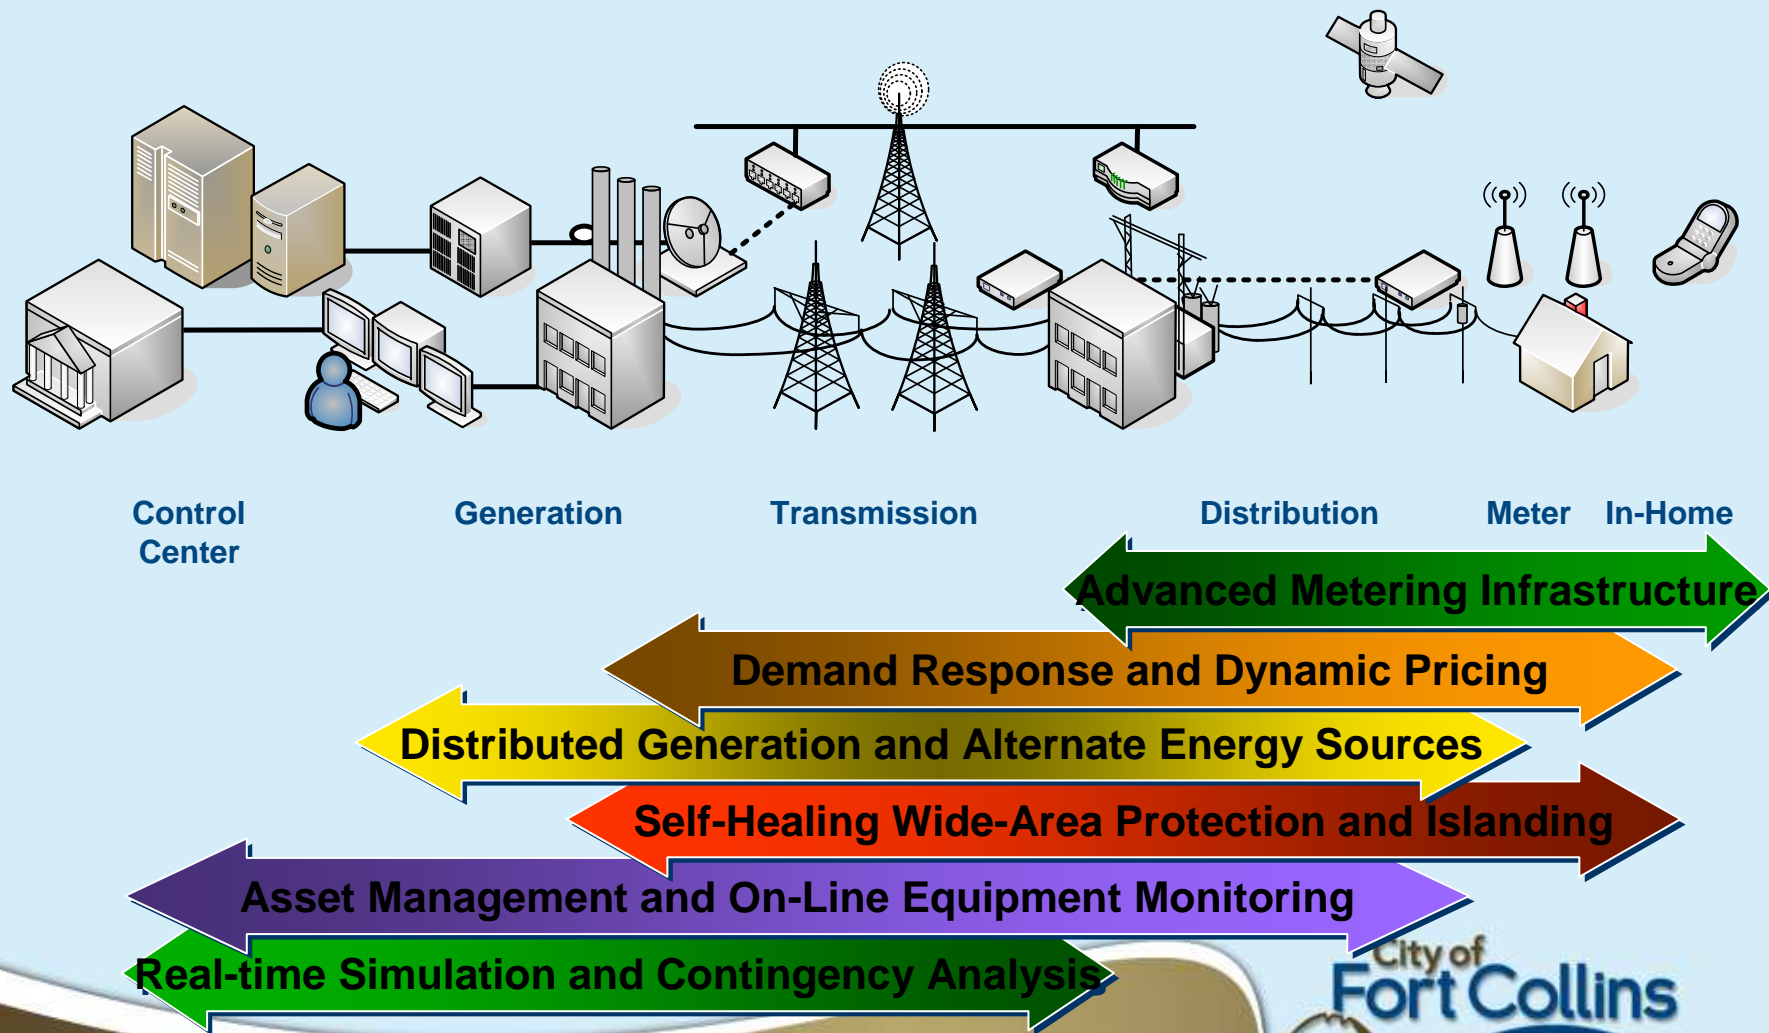 Control
Center
Generation
Transmission
Distribution
Meter
In-Home
Advanced Metering Infrastructure
Demand Response and Dynamic Pricing
Distributed Generation and Alternate Energy Sources
Self-Healing Wide-Area Protection and Islanding
Asset Management and On-Line Equipment Monitoring
Real-time Simulation and Contingency Analysis
City of
Fort Collins